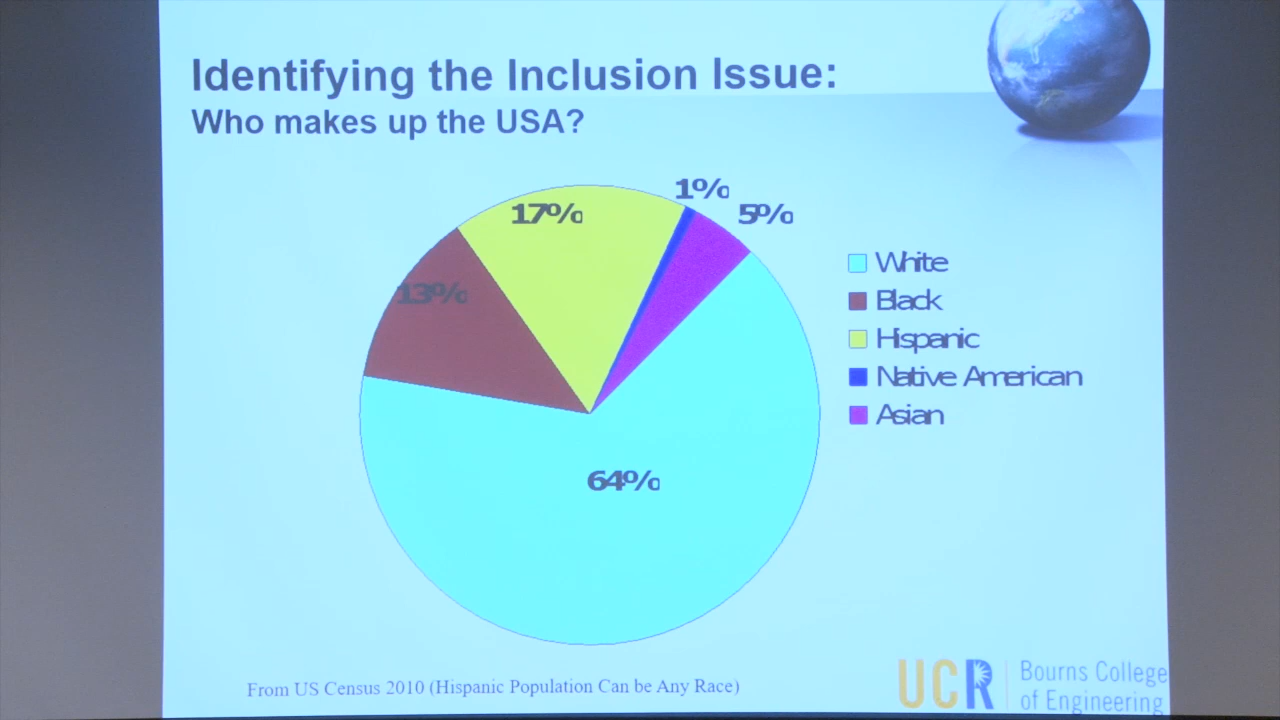 Identifying the Inclusion Issue:
Who makes up the USA?
1%
17%
5%
13%
64%
White
Black
Hispanic
Native American
Asian
From US Census 2010 (Hispanic Population Can be Any Race)
UCR
Bourns College
of Engineering